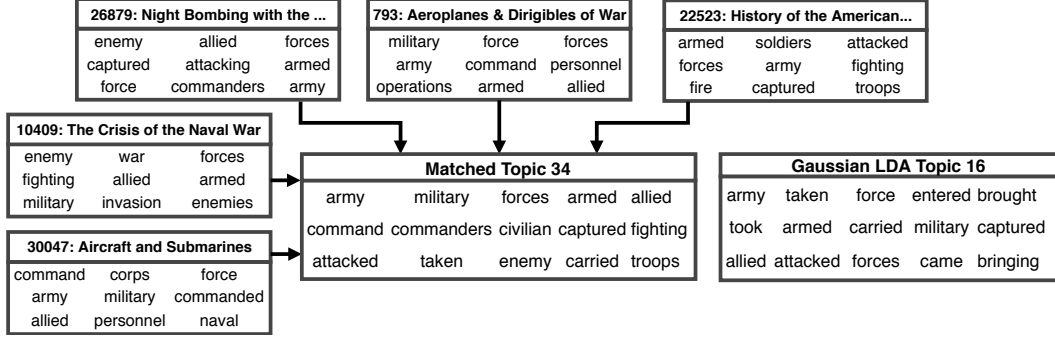 26879: Night Bombing with the ...
enemy allied forces
captured attacking armed
force commanders army
793: Aeroplanes & Dirigibles of War
military force forces
army command personnel
operations armed allied
22523: History of the American...
armed soldiers attacked
forces army fighting
fire captured troops
10409: The Crisis of the Naval War
enemy war forces
fighting allied armed
military invasion enemies
30047: Aircraft and Submarines
command corps force
army military commanded
allied personnel naval
Matched Topic 34
army military forces armed allied
command commanders civilian captured fighting
attacked taken enemy carried troops
Gaussian LDA Topic 16
army taken force entered brought
took armed carried military captured
allied attacked forces came bringing